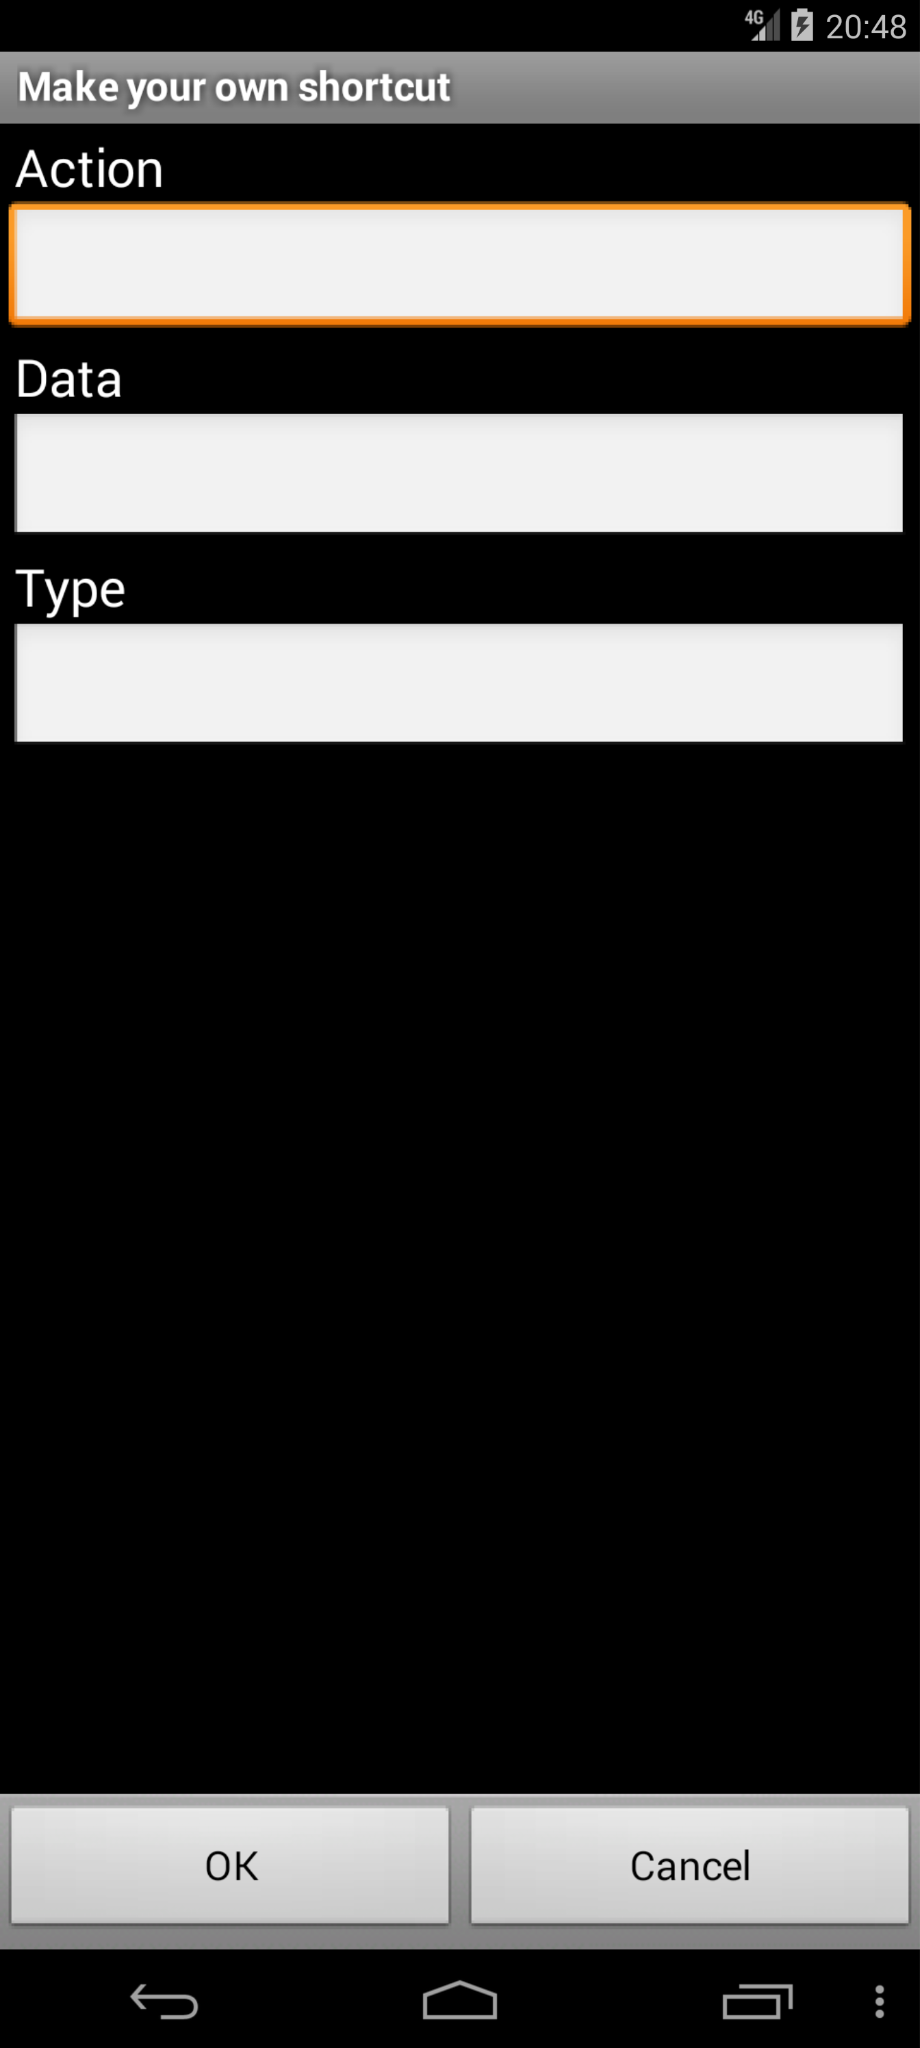 4G 20:48
Make your own shortcut
Action
Data
Type
OK Cancel